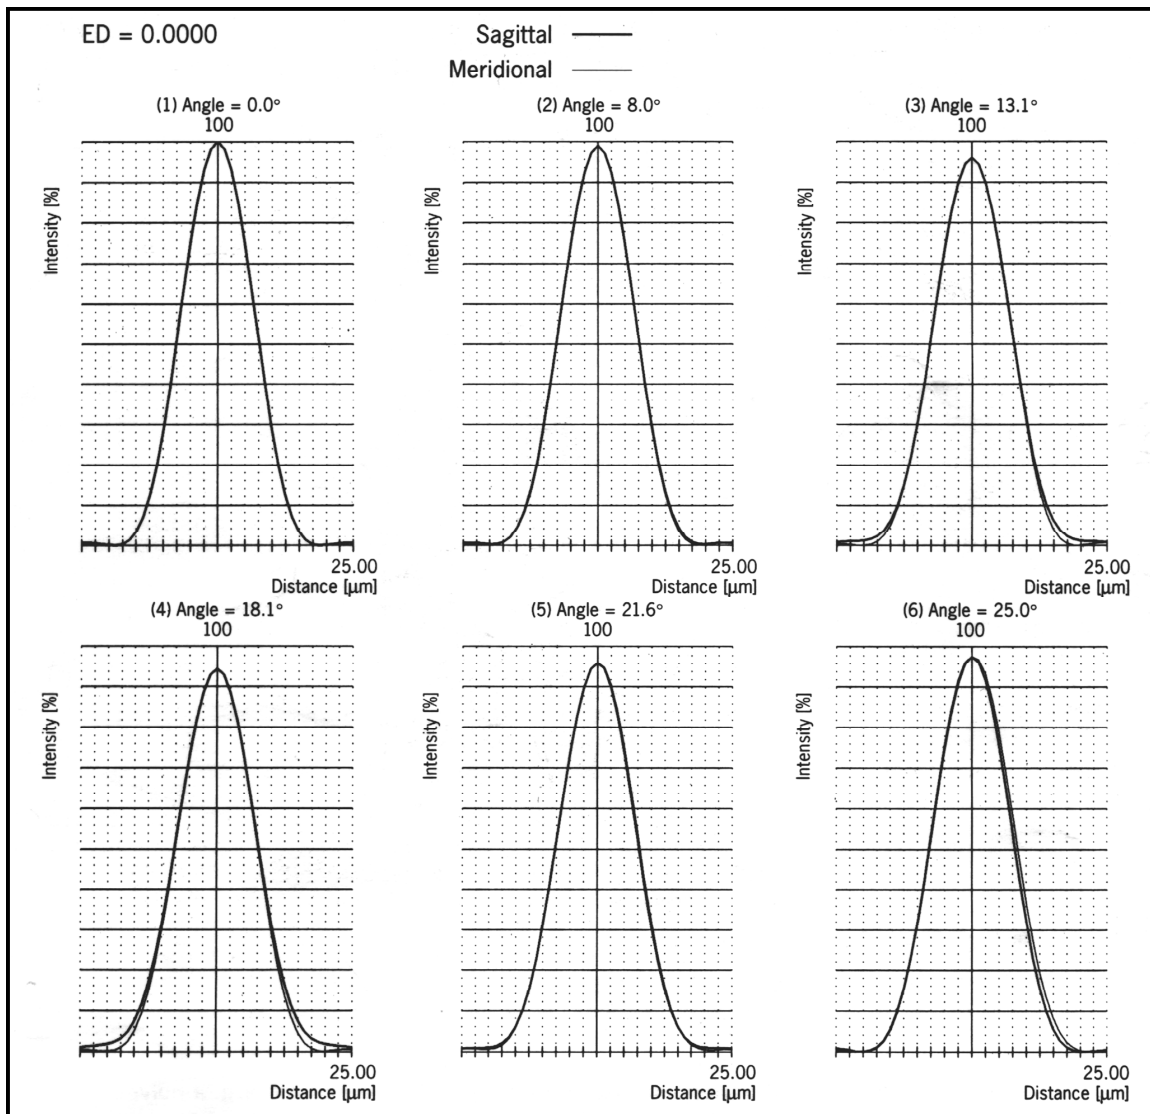 ED = 0.0000
Sagittal
Meridional
(1) Angle = 0.0°
100
Intensity [%]
25.00
Distance [µm]
(2) Angle = 8.0°
100
Intensity [%]
25.00
Distance [µm]
(3) Angle = 13.1°
100
Intensity [%]
25.00
Distance [µm]
(4) Angle = 18.1°
100
Intensity [%]
25.00
Distance [µm]
(5) Angle = 21.6°
100
Intensity [%]
25.00
Distance [µm]
(6) Angle = 25.0°
100
Intensity [%]
25.00
Distance [µm]